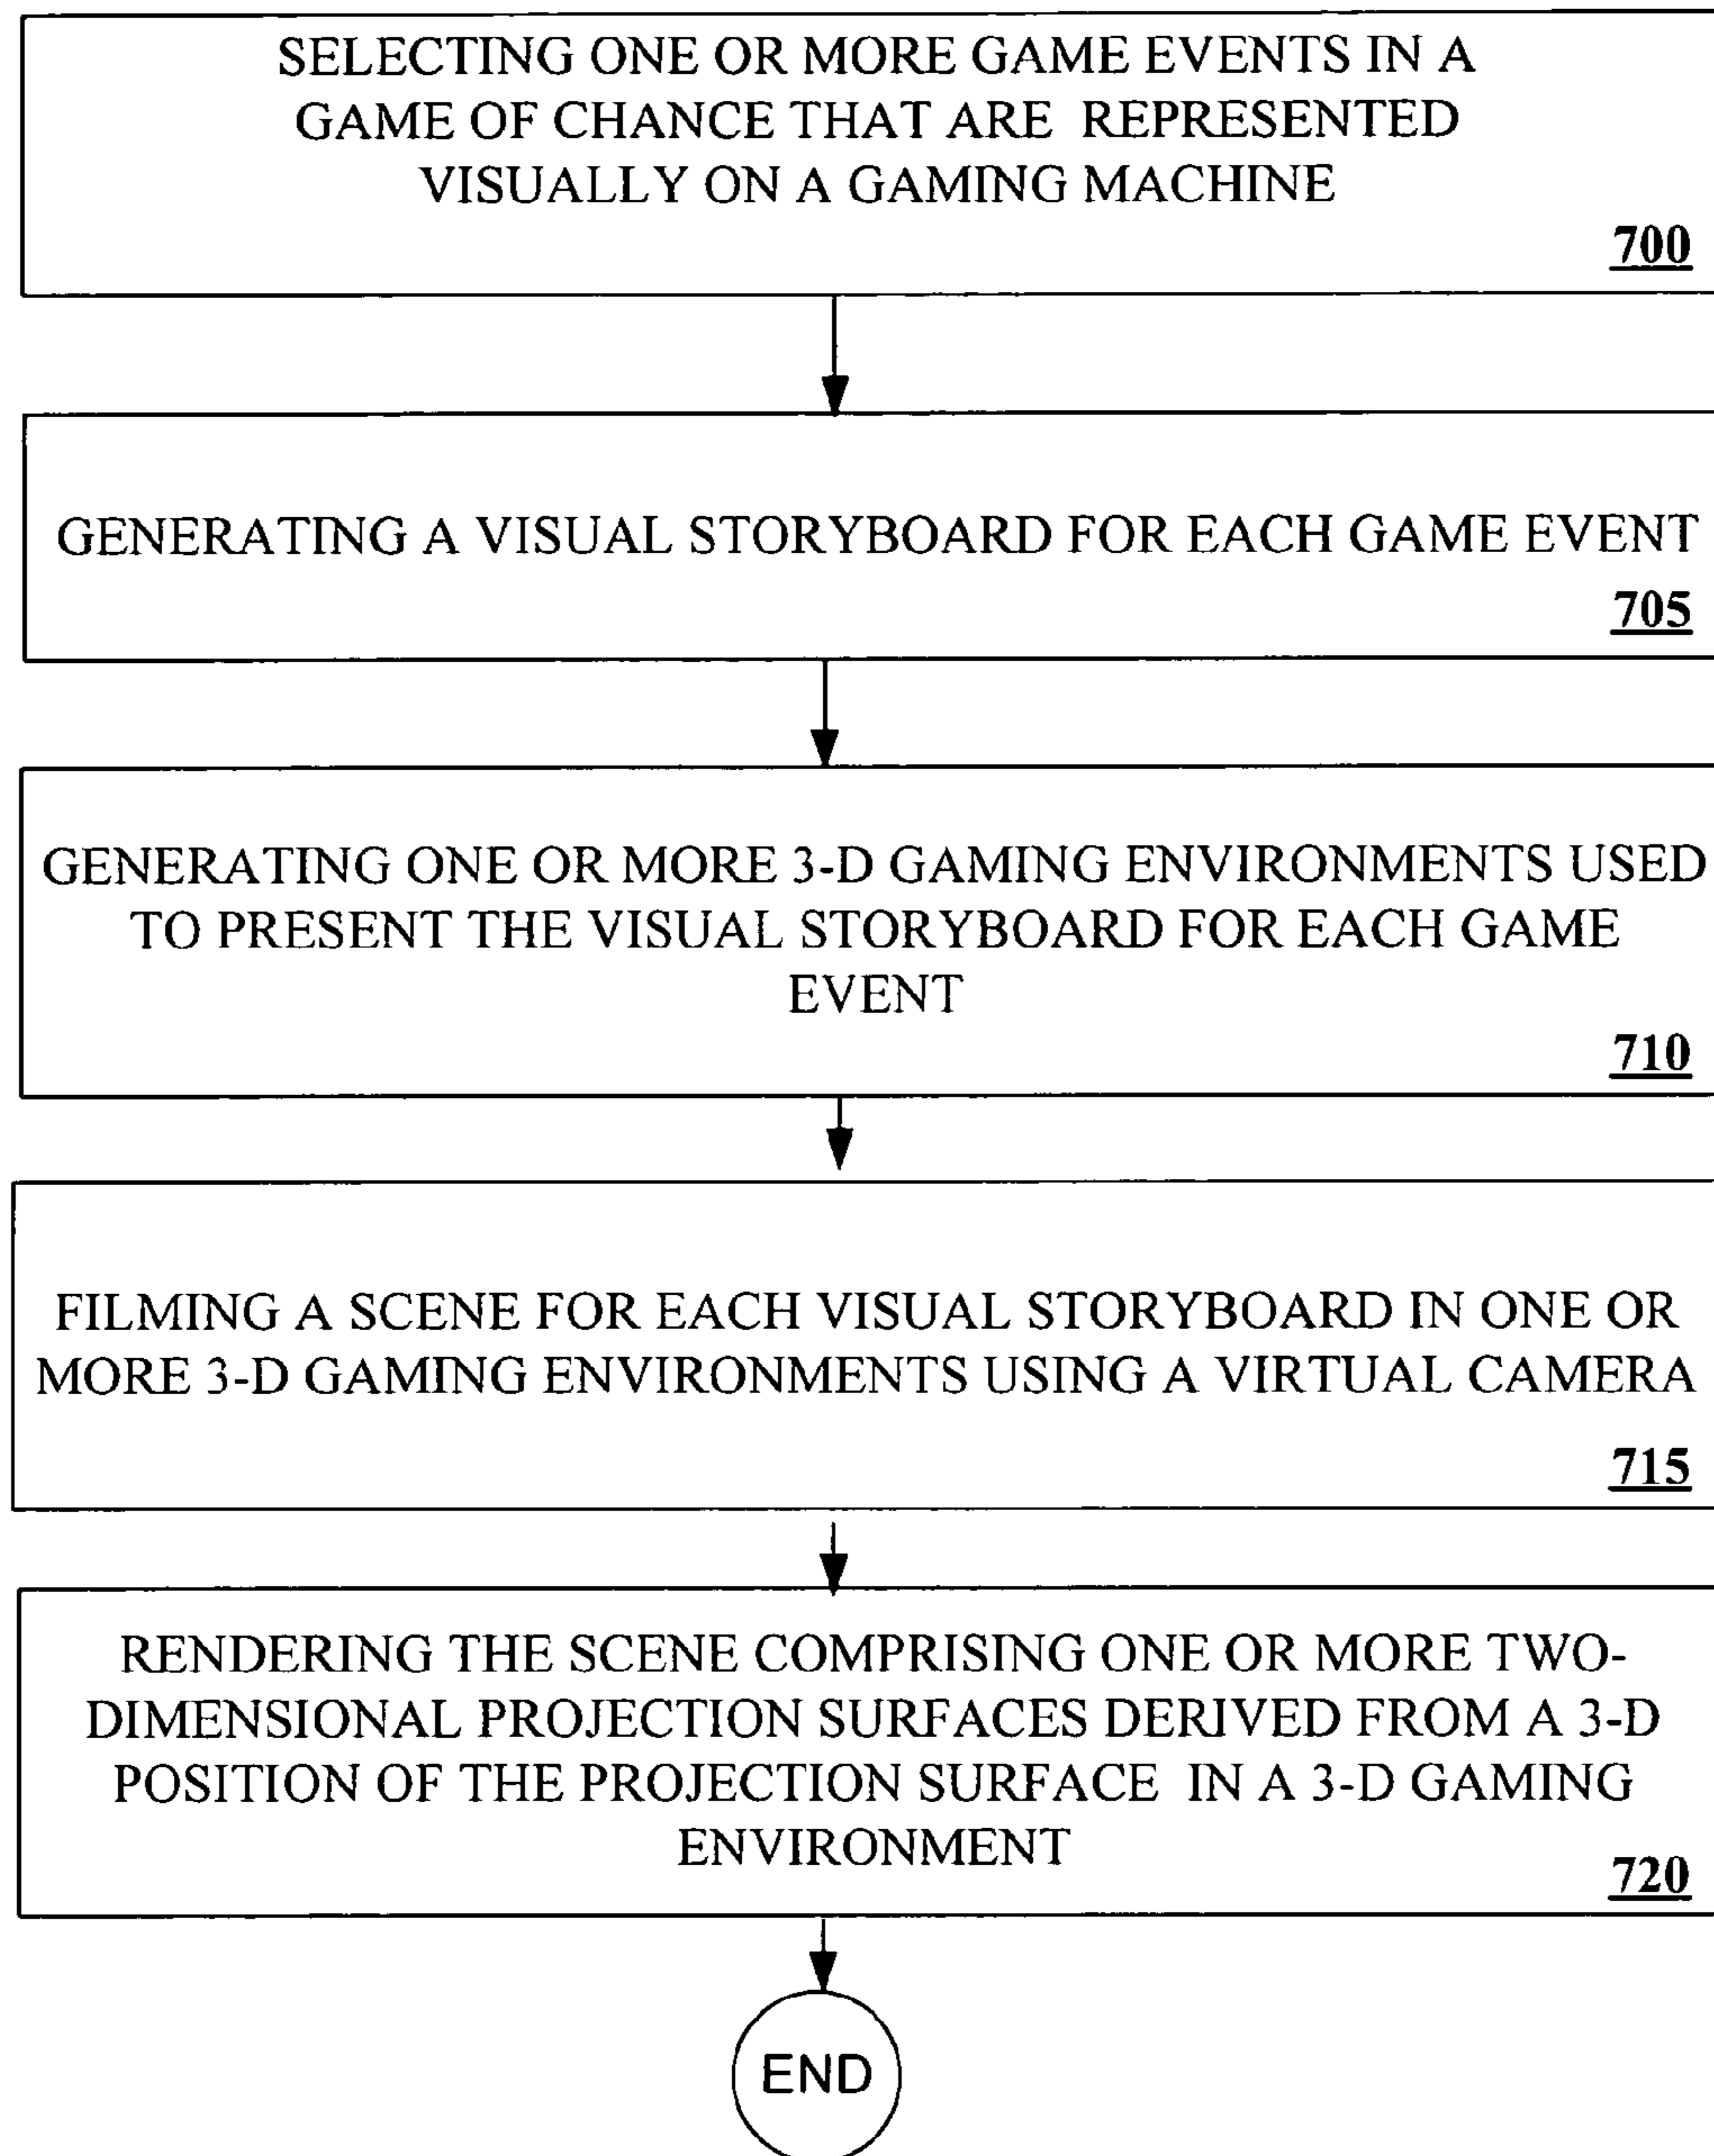 SELECTING ONE OR MORE GAME EVENTS IN A
GAME OF CHANCE THAT ARE REPRESENTED
VISUALLY ON A GAMING MACHINE
700
GENERATING A VISUAL STORYBOARD FOR EACH GAME EVENT
705
GENERATING ONE OR MORE 3-D GAMING ENVIRONMENTS USED
TO PRESENT THE VISUAL STORYBOARD FOR EACH GAME
EVENT
710
FILMING A SCENE FOR EACH VISUAL STORYBOARD IN ONE OR
MORE 3-D GAMING ENVIRONMENTS USING A VIRTUAL CAMERA
715
RENDERING THE SCENE COMPRISING ONE OR MORE TWO-
DIMENSIONAL PROJECTION SURFACES DERIVED FROM A 3-D
POSITION OF THE PROJECTION SURFACE IN A 3-D GAMING
ENVIRONMENT
720
END